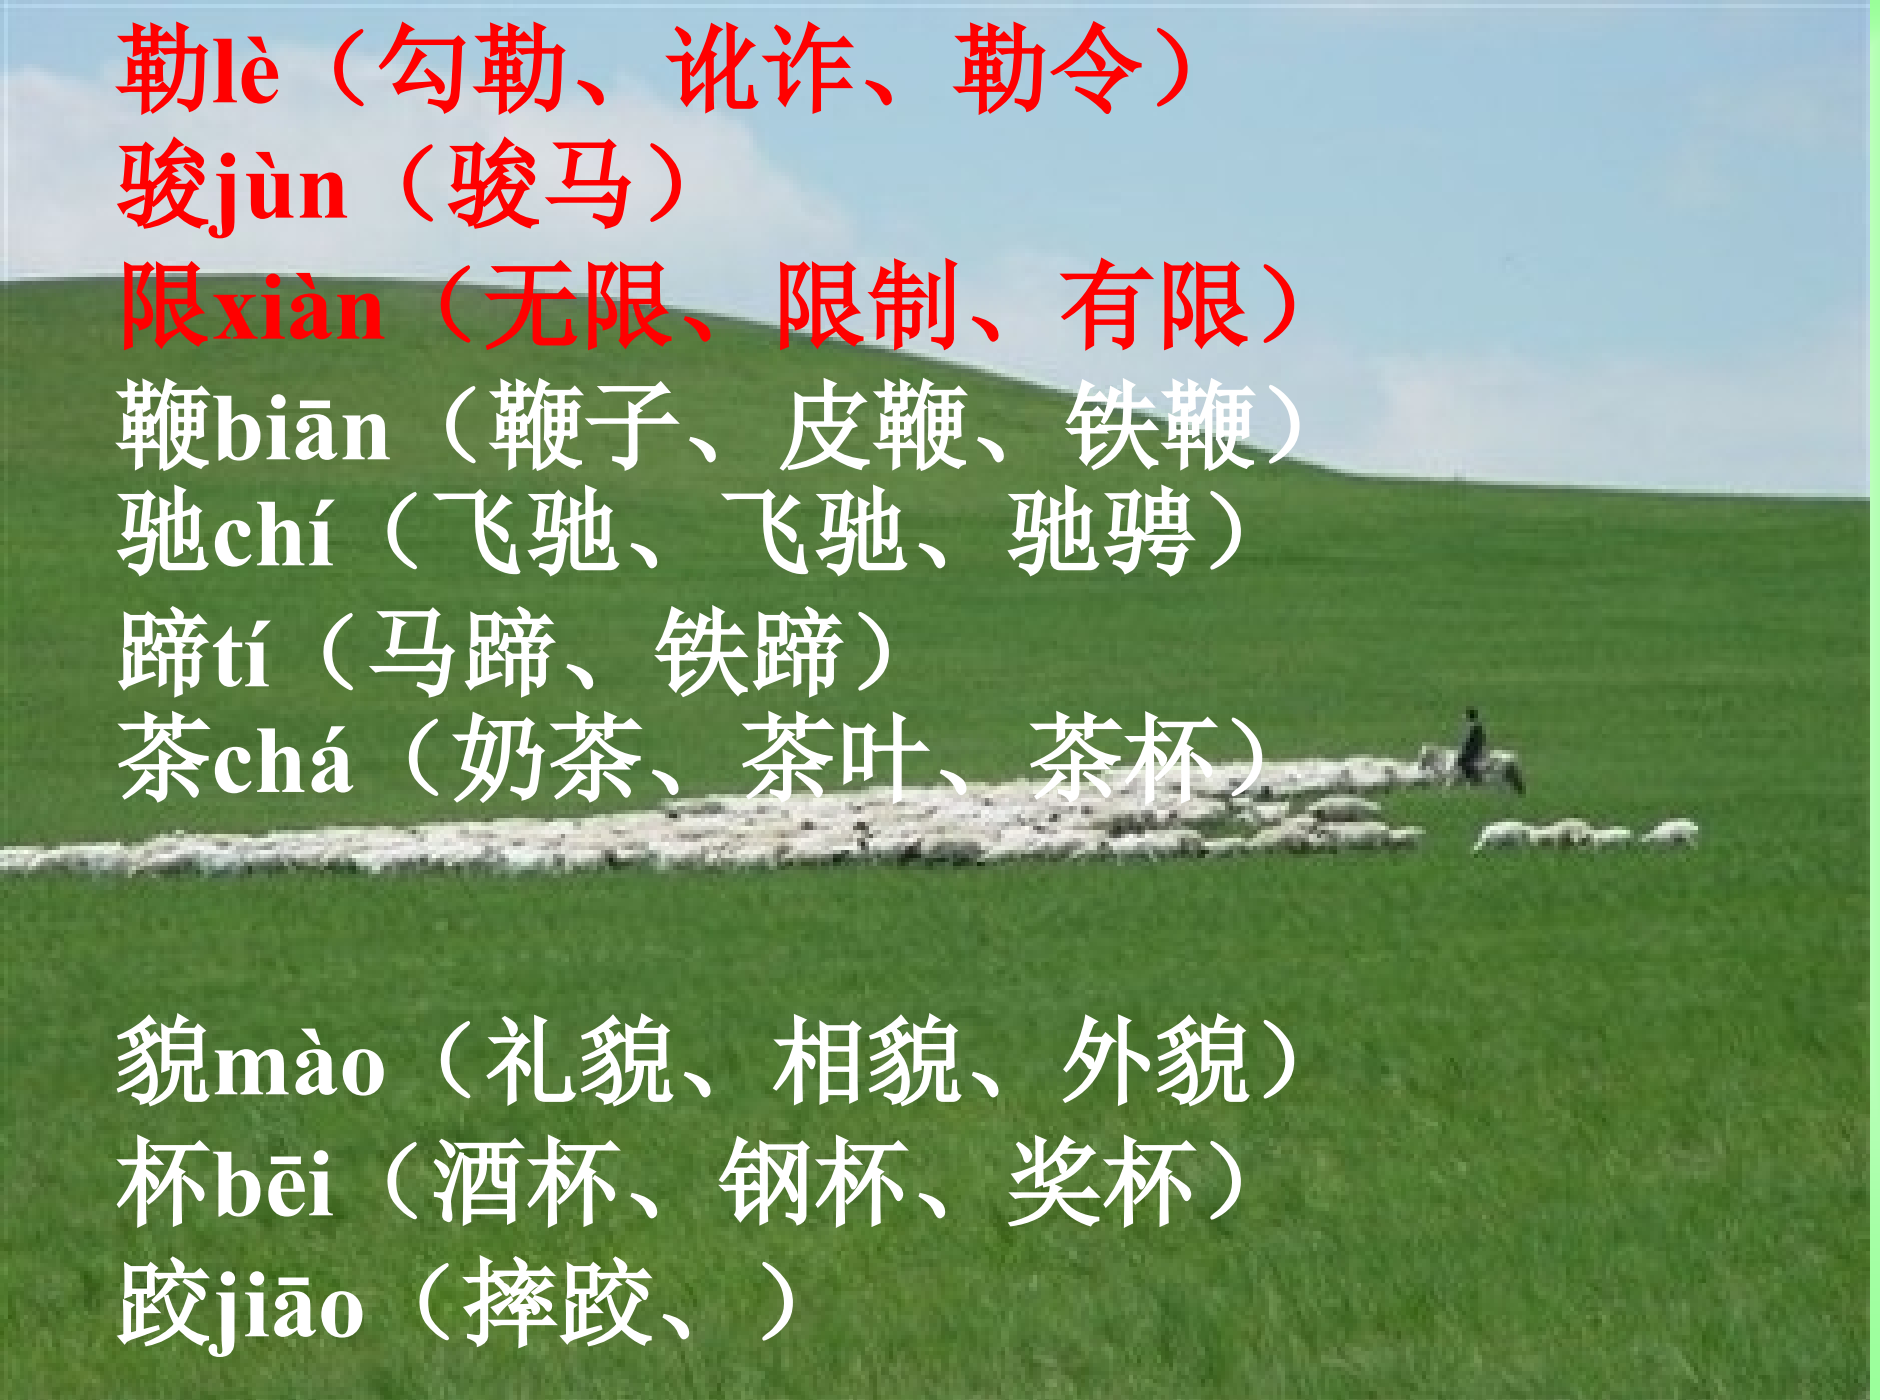 勒lè（勾勒、讹诈、勒令）
骏jùn（骏马）
限xiàn（无限、限制、有限）
鞭biān（鞭子、皮鞭、铁鞭）
驰chí（飞驰、飞驰、驰骋）
蹄tí（马蹄、铁蹄）
茶chá（奶茶、茶叶、茶杯）
貌mào（礼貌、相貌、外貌）
杯bēi（酒杯、钢杯、奖杯）
跤jiāo（摔跤、）